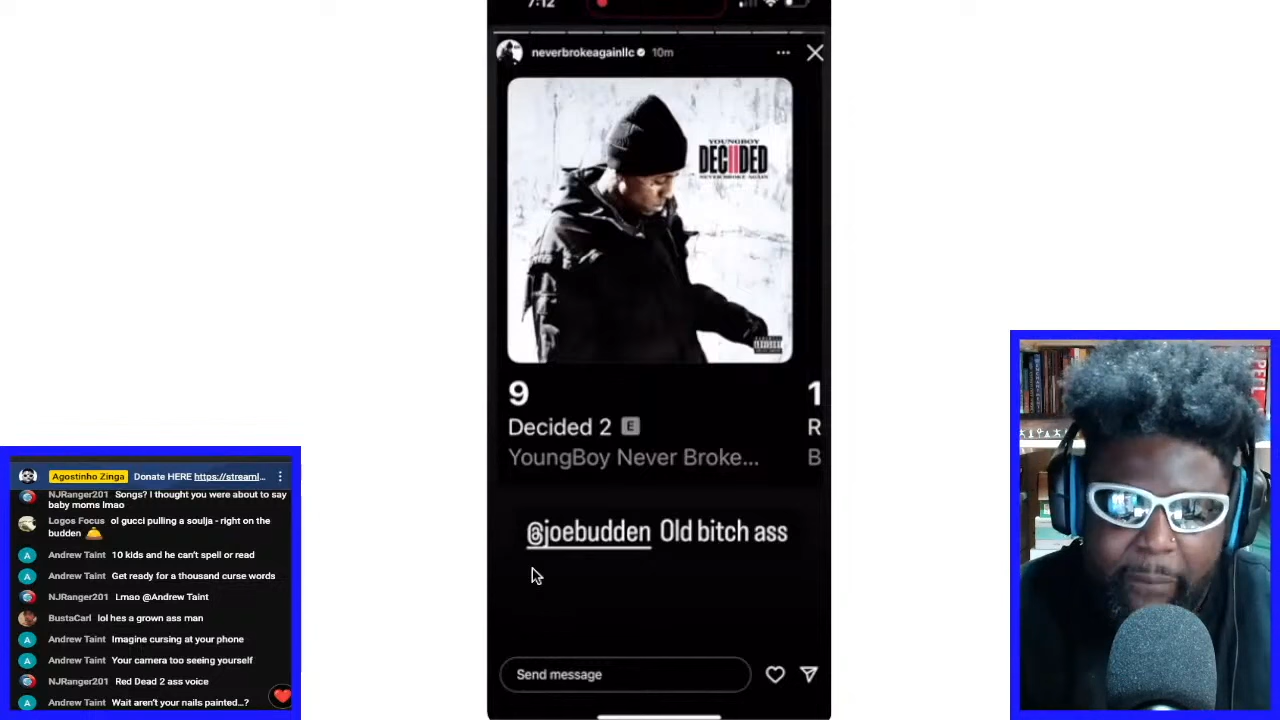 7:12
neverbrokeagainllc 10m
YOUNGBOY
DECIIDED
NEVER BROKE AGAIN
9
1
Decided 2 E
R
YoungBoy Never Broke...
B
@joebudden Old bitch ass
Send message
Agostinho Zinga Donate HERE https://streaml...
NJRanger201 Songs? I thought you were about to say
baby moms lmao
Logos Focus ol gucci pulling a soulja - right on the
budden
Andrew Taint 10 kids and he can't spell or read
Andrew Taint Get ready for a thousand curse words
NJRanger201 Lmao @Andrew Taint
BustaCarl lol hes a grown ass man
Andrew Taint Imagine cursing at your phone
Andrew Taint Your camera too seeing yourself
NJRanger201 Red Dead 2 ass voice
Andrew Taint Wait aren't your nails painted...?